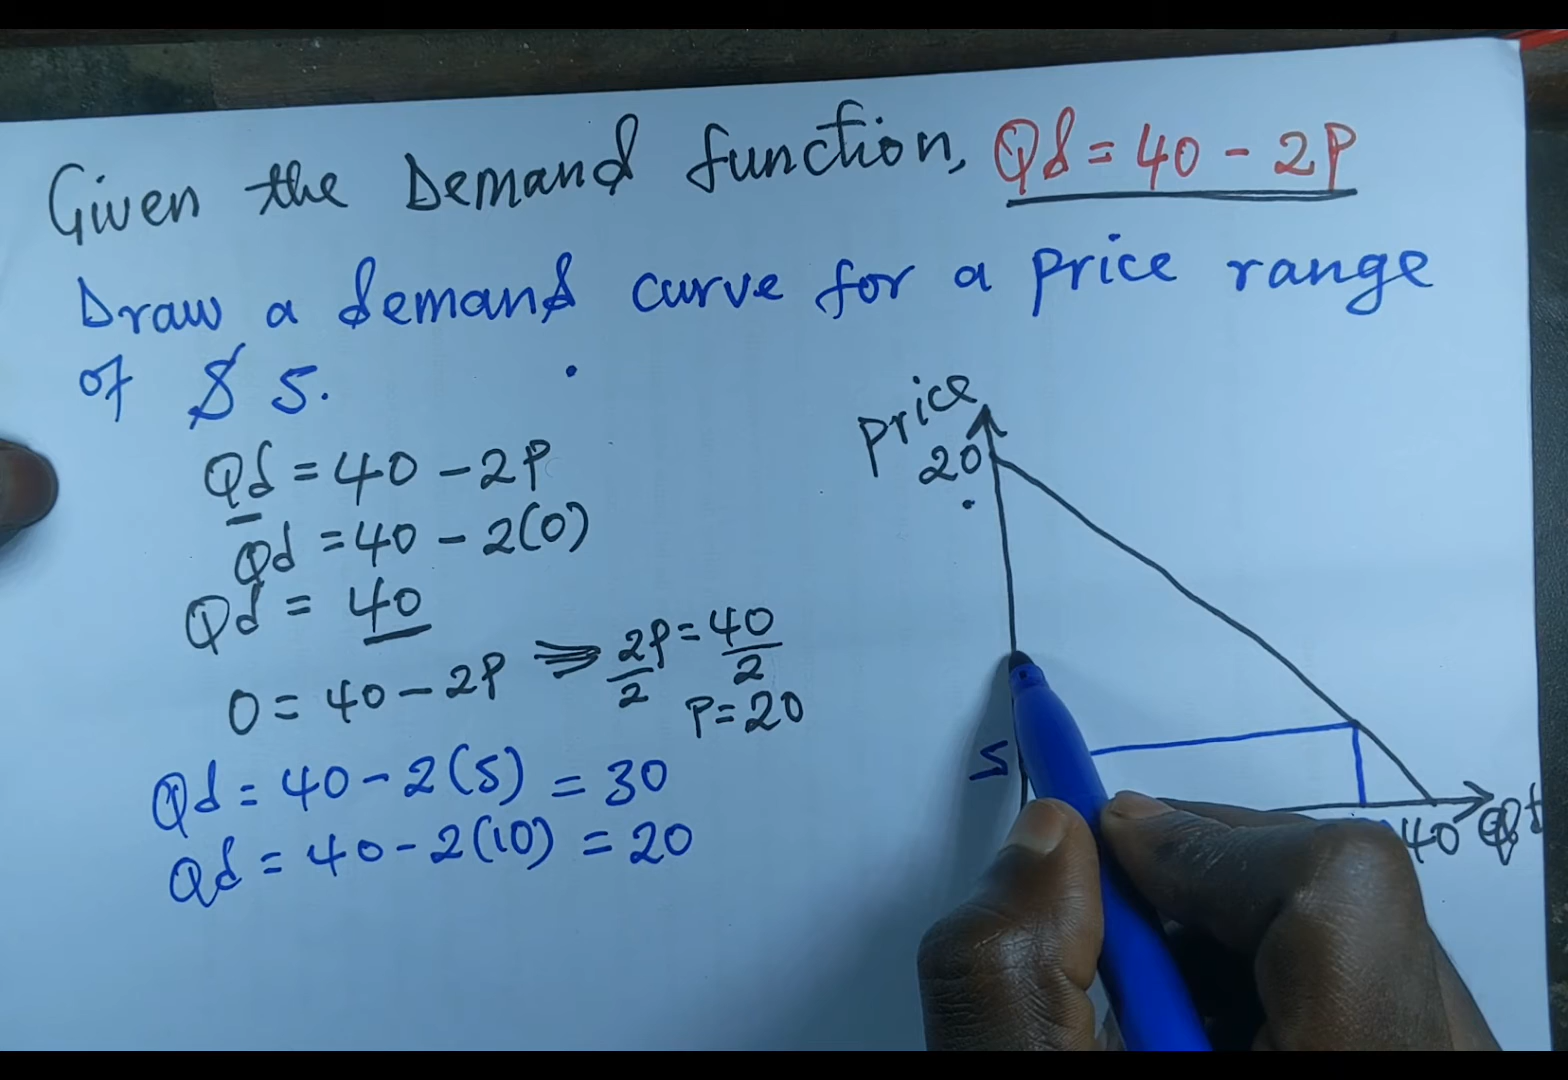 Given the Demand function, Qd = 40 - 2P
Draw a demand curve for a price range
of $ 5.
Qd = 40 - 2P
Qd = 40 - 2(0)
Qd = 40
0 = 40 - 2P ⇒ 2P/2 = 40/2
P = 20
Qd = 40 - 2(5) = 30
Qd = 40 - 2(10) = 20
Price
20
5
40 Qd